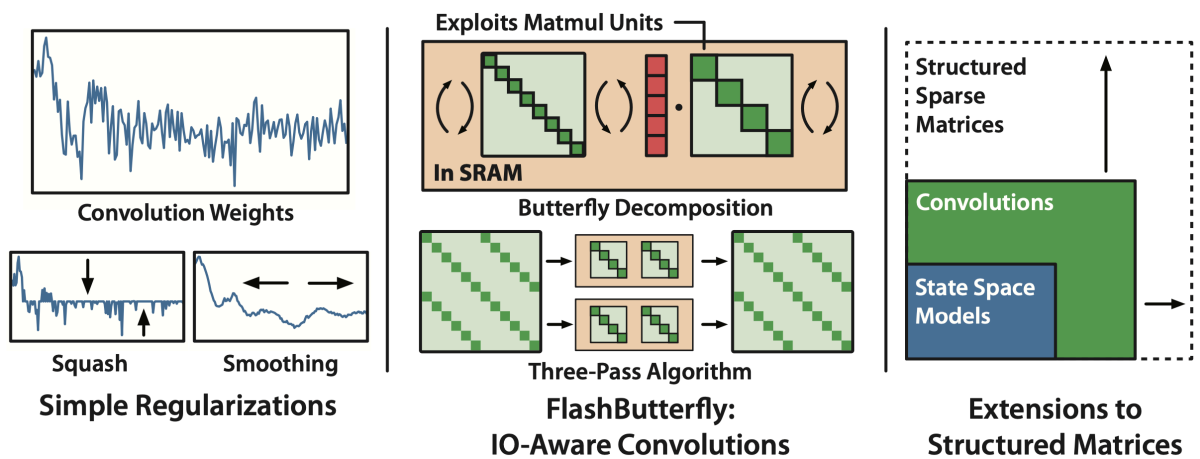 Convolution Weights
Squash
Smoothing
Simple Regularizations
Exploits Matmul Units
In SRAM
Butterfly Decomposition
Three-Pass Algorithm
FlashButterfly:
IO-Aware Convolutions
Structured
Sparse
Matrices
Convolutions
State Space
Models
Extensions to
Structured Matrices